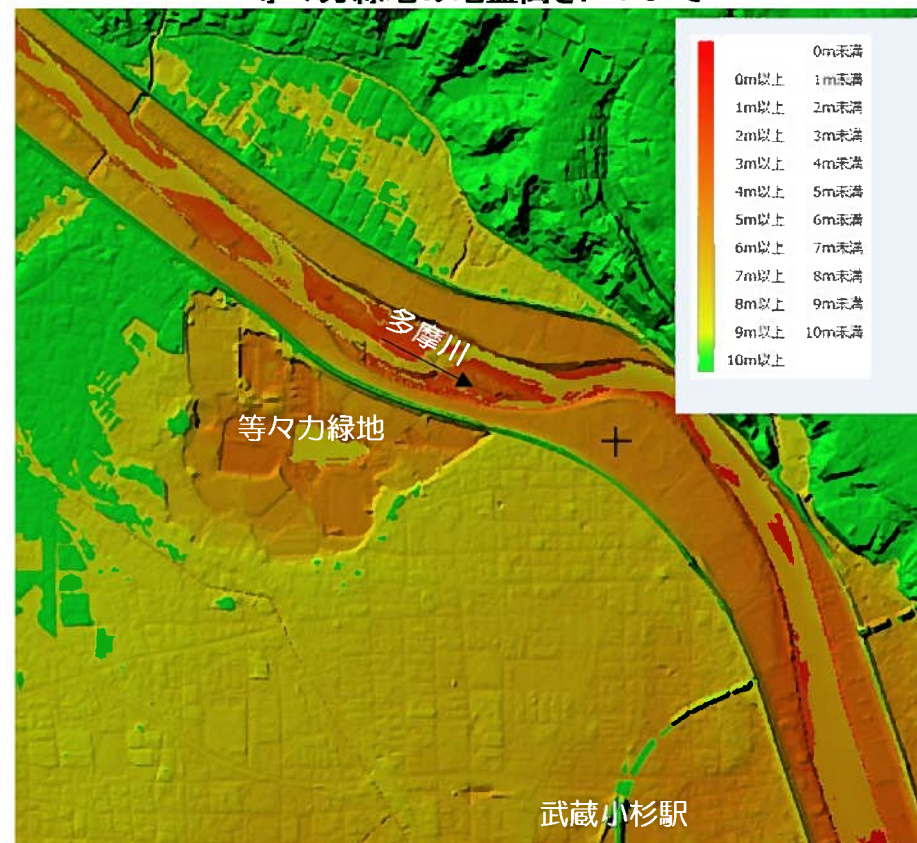 0m未満
0m以上 1m未満
1m以上 2m未満
2m以上 3m未満
3m以上 4m未満
4m以上 5m未満
5m以上 6m未満
6m以上 7m未満
7m以上 8m未満
8m以上 9m未満
9m以上 10m未満
10m以上
多摩川
等々力緑地
武蔵小杉駅